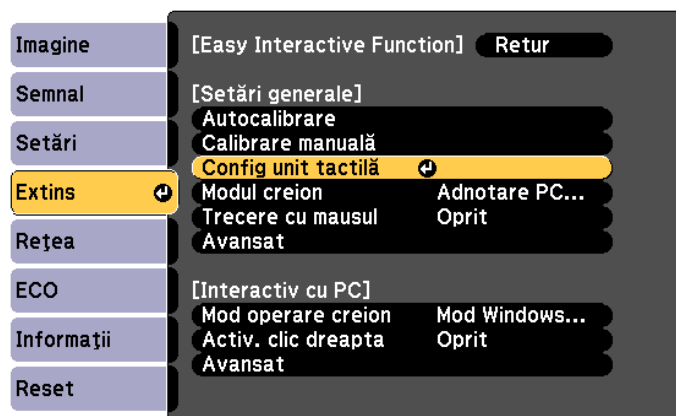 Imagine
Semnal
Setări
Extins
Reţea
ECO
Informaţii
Reset
[Easy Interactive Function] Retur
[Setări generale]
Autocalibrare
Calibrare manuală
Config unit tactilă
Modul creion Adnotare PC...
Trecere cu mausul Oprit
Avansat
[Interactiv cu PC]
Mod operare creion Mod Windows...
Activ. clic dreapta Oprit
Avansat